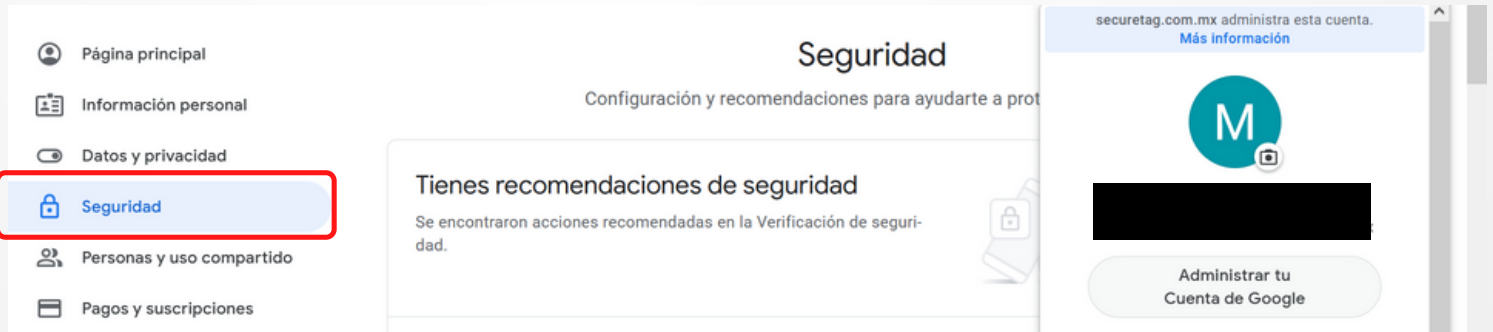 Página principal
Información personal
Datos y privacidad
Seguridad
Personas y uso compartido
Pagos y suscripciones
Seguridad
Configuración y recomendaciones para ayudarte a prot
Tienes recomendaciones de seguridad
Se encontraron acciones recomendadas en la Verificación de seguri-
dad.
securetag.com.mx administra esta cuenta.
Más información
M
Administrar tu
Cuenta de Google